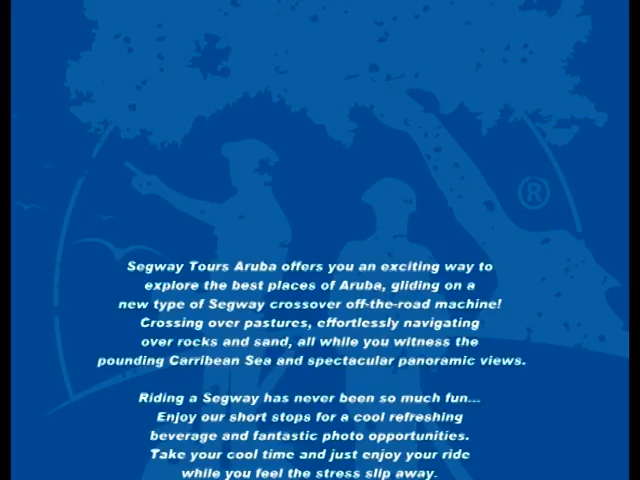 ®
Segway Tours Aruba offers you an exciting way to
explore the best places of Aruba, gliding on a
new type of Segway crossover off-the-road machine!
Crossing over pastures, effortlessly navigating
over rocks and sand, all while you witness the
pounding Carribean Sea and spectacular panoramic views.
Riding a Segway has never been so much fun...
Enjoy our short stops for a cool refreshing
beverage and fantastic photo opportunities.
Take your cool time and just enjoy your ride
while you feel the stress slip away.